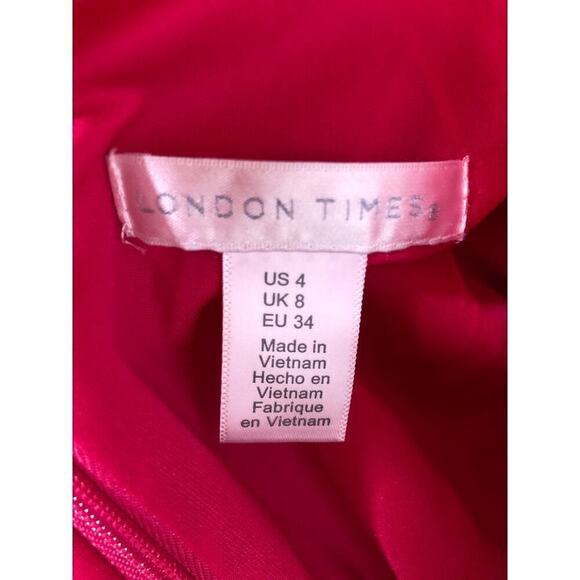 LONDON TIMES®
US 4
UK 8
EU 34
Made in
Vietnam
Hecho en
Vietnam
Fabrique
en Vietnam